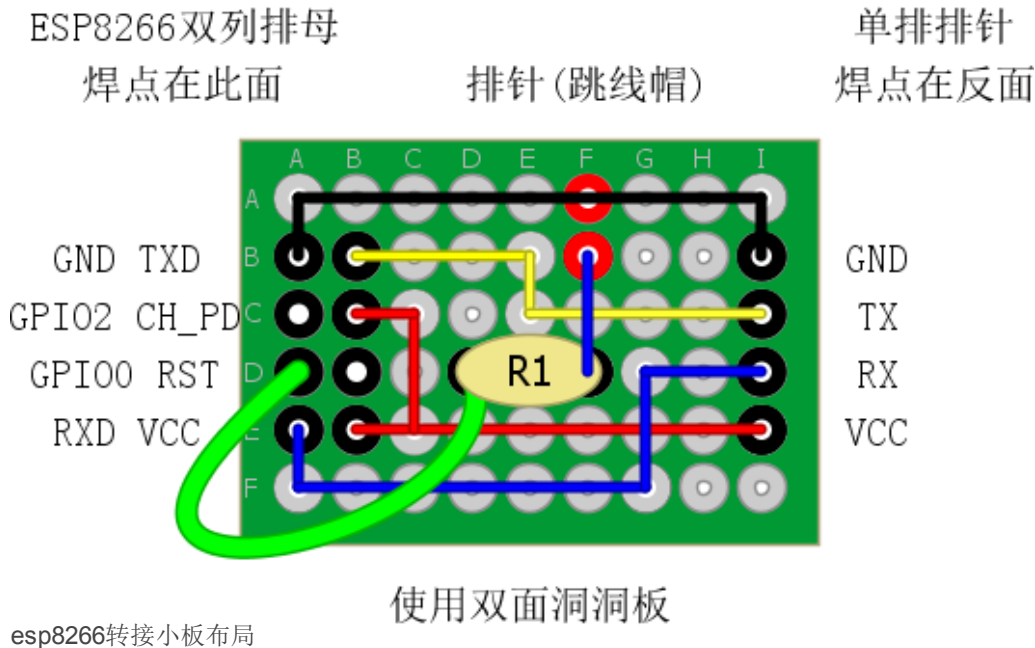 ESP8266双列排母
焊点在此面
排针(跳线帽)
单排排针
焊点在反面
A B C D E F G H I
A
GND TXD B GND
GPIO2 CH_PD C TX
GPIO0 RST D R1 RX
RXD VCC E VCC
F
使用双面洞洞板
esp8266转接小板布局